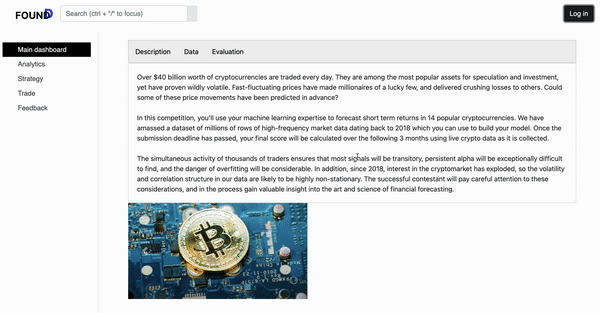 FOUND
Search (ctrl + "/" to focus)
Log in
Main dashboard
Analytics
Strategy
Trade
Feedback
Description Data Evaluation
Over $40 billion worth of cryptocurrencies are traded every day. They are among the most popular assets for speculation and investment,
yet have proven wildly volatile. Fast-fluctuating prices have made millionaires of a lucky few, and delivered crushing losses to others. Could
some of these price movements have been predicted in advance?
In this competition, you'll use your machine learning expertise to forecast short term returns in 14 popular cryptocurrencies. We have
amassed a dataset of millions of rows of high-frequency market data dating back to 2018 which you can use to build your model. Once the
submission deadline has passed, your final score will be calculated over the following 3 months using live crypto data as it is collected.
The simultaneous activity of thousands of traders ensures that most signals will be transitory, persistent alpha will be exceptionally difficult
to find, and the danger of overfitting will be considerable. In addition, since 2018, interest in the cryptomarket has exploded, so the volatility
and correlation structure in our data are likely to be highly non-stationary. The successful contestant will pay careful attention to these
considerations, and in the process gain valuable insight into the art and science of financial forecasting.